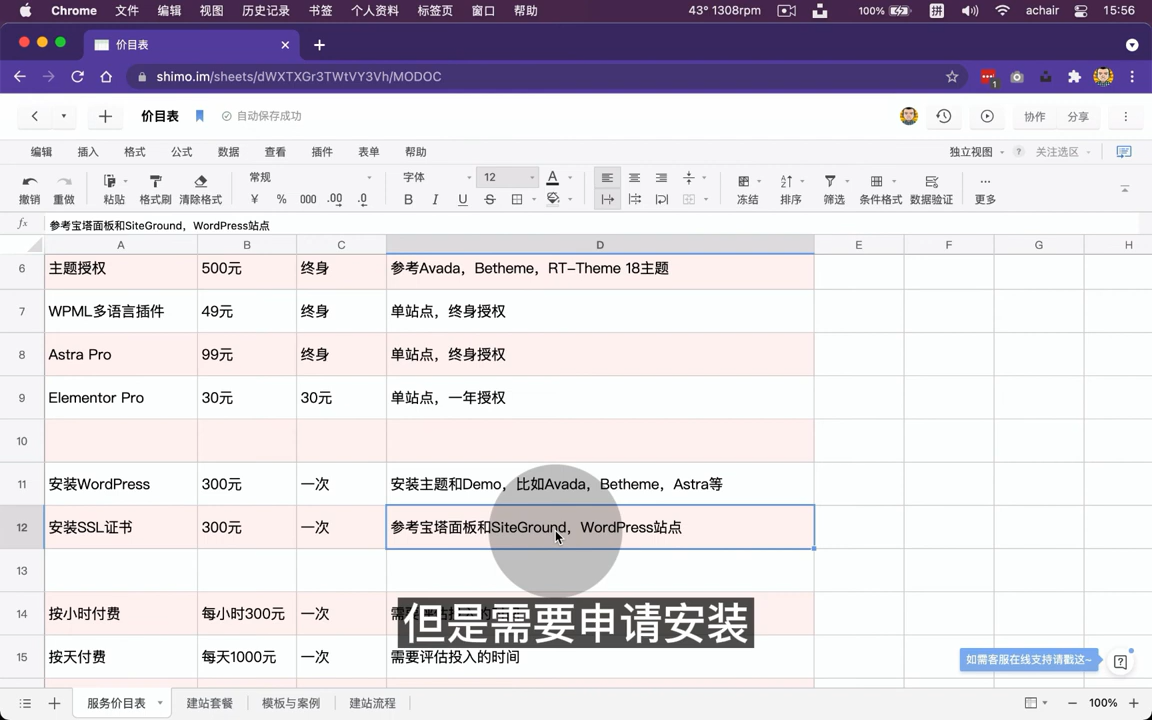 Chrome 文件 编辑 视图 历史记录 书签 个人资料 标签页 窗口 帮助 43° 1308rpm 100% 拼 achair 15:56
价目表
shimo.im/sheets/dWXTXGr3TWtVY3Vh/MODOC
价目表 自动保存成功 协作 分享
编辑 插入 格式 公式 数据 查看 插件 表单 帮助 独立视图 ? 关注选区
常规 字体 12 A
撤销 重做 粘贴 格式刷 清除格式 ¥ % 000 .00 .0 B I U S 冻结 排序 筛选 条件格式 数据验证 更多
fx 参考宝塔面板和SiteGround，WordPress站点
A B C D E F G H
6 主题授权 500元 终身 参考Avada，Betheme，RT-Theme 18主题
7 WPML多语言插件 49元 终身 单站点，终身授权
8 Astra Pro 99元 终身 单站点，终身授权
9 Elementor Pro 30元 30元 单站点，一年授权
10
11 安装WordPress 300元 一次 安装主题和Demo，比如Avada，Betheme，Astra等
12 安装SSL证书 300元 一次 参考宝塔面板和SiteGround，WordPress站点
13
14 按小时付费 每小时300元 一次
但是需要申请安装
15 按天付费 每天1000元 一次 需要评估投入的时间
如需客服在线支持请戳这~
服务价目表 建站套餐 模板与案例 建站流程 100%